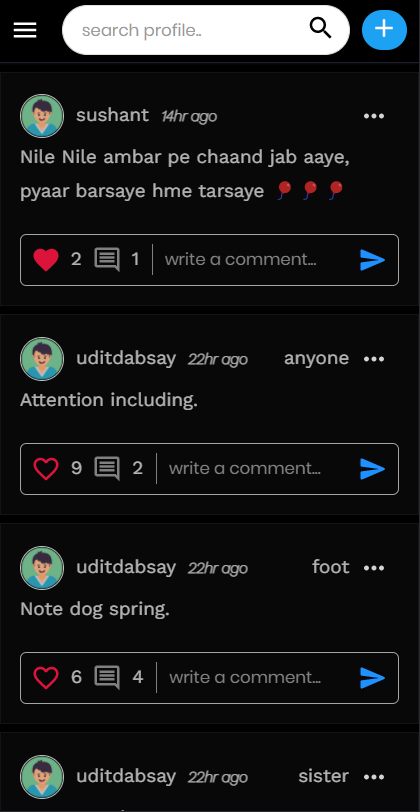 search profile..
sushant 14hr ago
Nile Nile ambar pe chaand jab aaye,
pyaar barsaye hme tarsaye 🎈🎈🎈
2 1 write a comment...
uditdabsay 22hr ago anyone
Attention including.
9 2 write a comment...
uditdabsay 22hr ago foot
Note dog spring.
6 4 write a comment...
uditdabsay 22hr ago sister